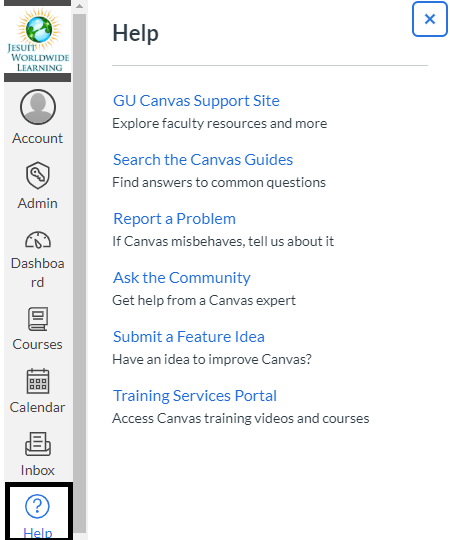 JESUIT
WORLDWIDE
LEARNING
Account
Admin
Dashboa
rd
Courses
Calendar
Inbox
Help
Help
GU Canvas Support Site
Explore faculty resources and more
Search the Canvas Guides
Find answers to common questions
Report a Problem
If Canvas misbehaves, tell us about it
Ask the Community
Get help from a Canvas expert
Submit a Feature Idea
Have an idea to improve Canvas?
Training Services Portal
Access Canvas training videos and courses